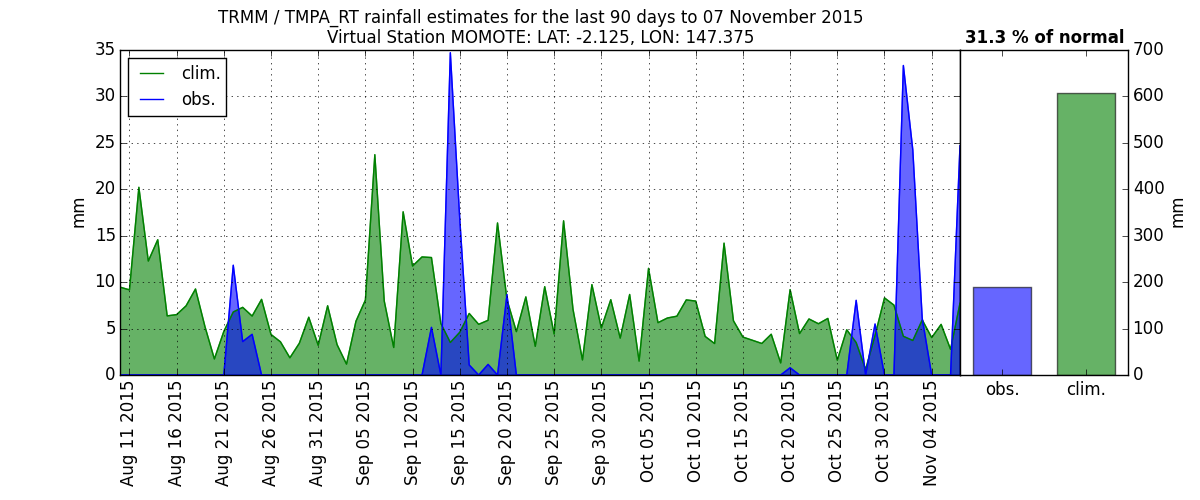 TRMM / TMPA_RT rainfall estimates for the last 90 days to 07 November 2015
Virtual Station MOMOTE: LAT: -2.125, LON: 147.375
31.3 % of normal
clim.
obs.
mm
35
30
25
20
15
10
5
0
Aug 11 2015
Aug 16 2015
Aug 21 2015
Aug 26 2015
Aug 31 2015
Sep 05 2015
Sep 10 2015
Sep 15 2015
Sep 20 2015
Sep 25 2015
Sep 30 2015
Oct 05 2015
Oct 10 2015
Oct 15 2015
Oct 20 2015
Oct 25 2015
Oct 30 2015
Nov 04 2015
700
600
500
400
300
200
100
0
mm
obs.
clim.